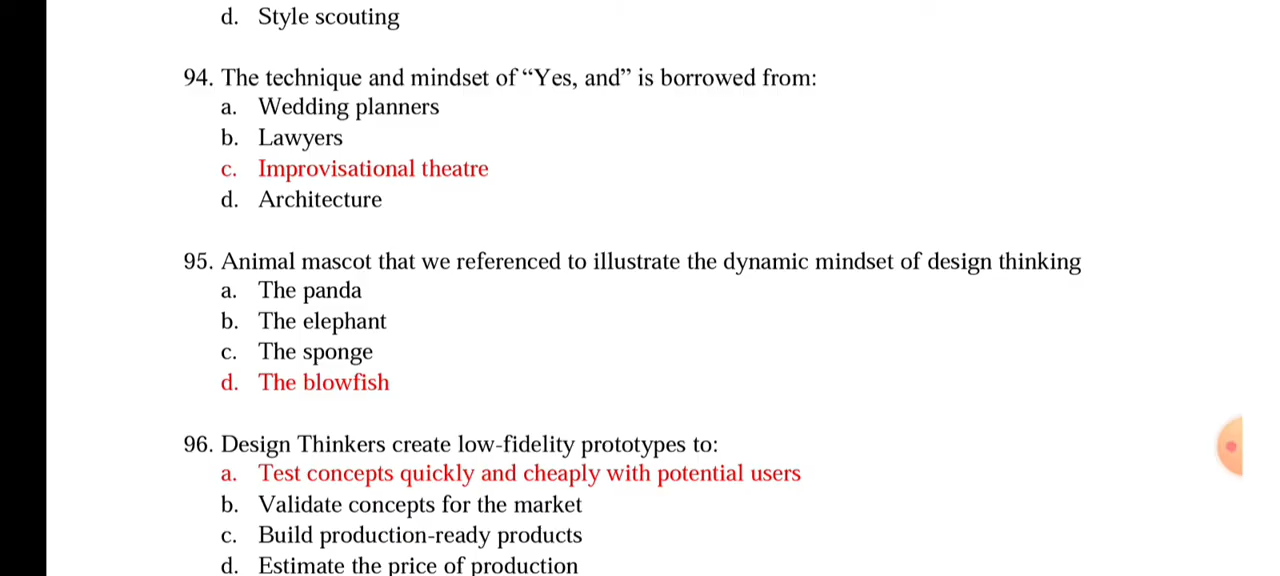 d. Style scouting
94. The technique and mindset of “Yes, and” is borrowed from:
a. Wedding planners
b. Lawyers
c. Improvisational theatre
d. Architecture
95. Animal mascot that we referenced to illustrate the dynamic mindset of design thinking
a. The panda
b. The elephant
c. The sponge
d. The blowfish
96. Design Thinkers create low-fidelity prototypes to:
a. Test concepts quickly and cheaply with potential users
b. Validate concepts for the market
c. Build production-ready products
d. Estimate the price of production